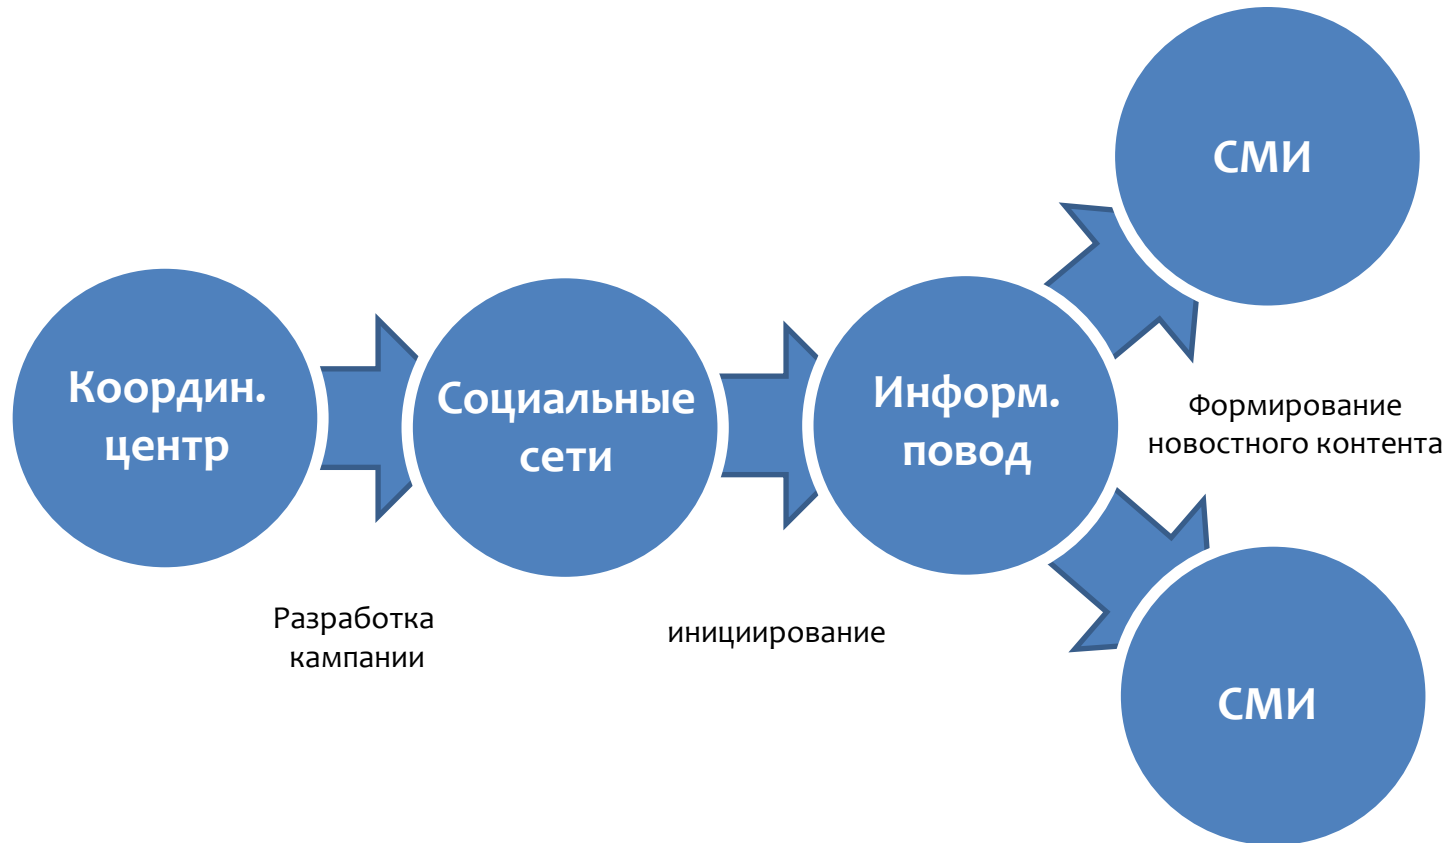 СМИ
Координ.
центр
Социальные
сети
Информ.
повод
Формирование
новостного контента
Разработка
кампании
инициирование
СМИ